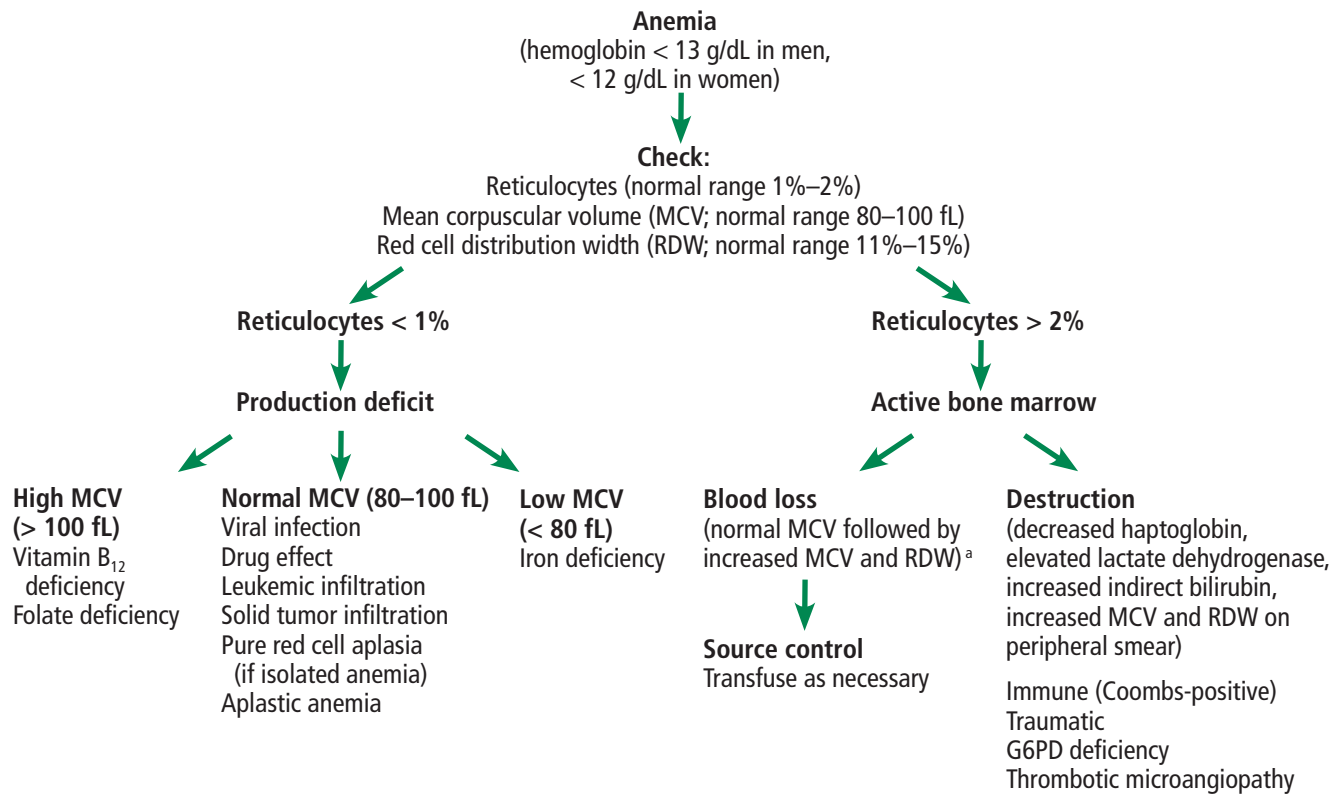 Anemia
(hemoglobin < 13 g/dL in men,
< 12 g/dL in women)
Check:
Reticulocytes (normal range 1%–2%)
Mean corpuscular volume (MCV; normal range 80–100 fL)
Red cell distribution width (RDW; normal range 11%–15%)
Reticulocytes < 1%
Production deficit
High MCV
(> 100 fL)
Vitamin B₁₂
deficiency
Folate deficiency
Normal MCV (80–100 fL)
Viral infection
Drug effect
Leukemic infiltration
Solid tumor infiltration
Pure red cell aplasia
(if isolated anemia)
Aplastic anemia
Low MCV
(< 80 fL)
Iron deficiency
Reticulocytes > 2%
Active bone marrow
Blood loss
(normal MCV followed by
increased MCV and RDW) ᵃ
Source control
Transfuse as necessary
Destruction
(decreased haptoglobin,
elevated lactate dehydrogenase,
increased indirect bilirubin,
increased MCV and RDW on
peripheral smear)
Immune (Coombs-positive)
Traumatic
G6PD deficiency
Thrombotic microangiopathy